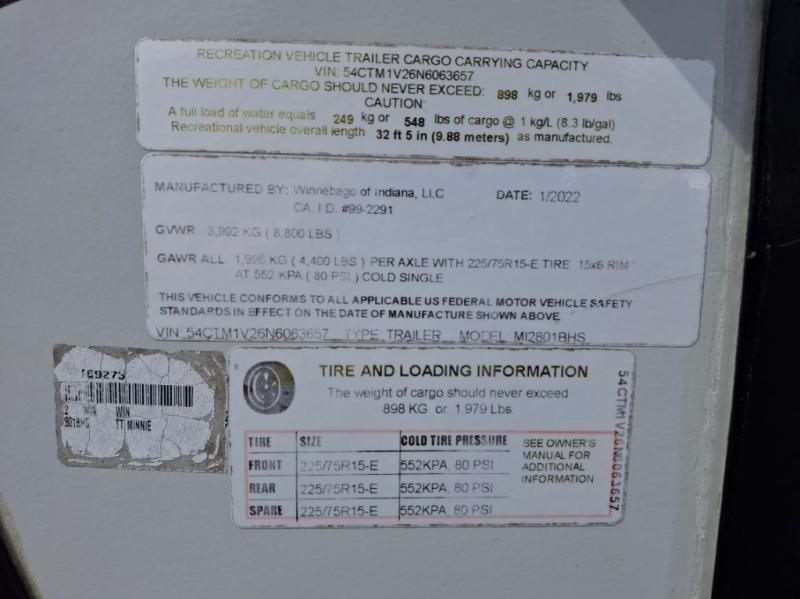 RECREATION VEHICLE TRAILER CARGO CARRYING CAPACITY
VIN: 54CTM1V26N6063657
THE WEIGHT OF CARGO SHOULD NEVER EXCEED: 898 kg or 1,979 lbs
CAUTION:
A full load of water equals 249 kg or 548 lbs of cargo @ 1 kg/L (8.3 lb/gal)
Recreational vehicle overall length 32 ft 5 in (9.88 meters) as manufactured.
MANUFACTURED BY: Winnebago of Indiana, LLC DATE: 1/2022
CA. I.D. #99-2291
GVWR 3,992 KG ( 8,800 LBS )
GAWR ALL 1,996 KG ( 4,400 LBS ) PER AXLE WITH 225/75R15-E TIRE 15x6 RIM
AT 552 KPA ( 80 PSI ) COLD SINGLE
THIS VEHICLE CONFORMS TO ALL APPLICABLE US FEDERAL MOTOR VEHICLE SAFETY
STANDARDS IN EFFECT ON THE DATE OF MANUFACTURE SHOWN ABOVE
VIN 54CTM1V26N6063657 TYPE: TRAILER MODEL MI2801BHS
169273
2 WIN WIN
801BHS TT MINNIE
TIRE AND LOADING INFORMATION
The weight of cargo should never exceed
898 KG or 1,979 Lbs.
TIRE SIZE COLD TIRE PRESSURE
FRONT 225/75R15-E 552KPA, 80 PSI
REAR 225/75R15-E 552KPA, 80 PSI
SPARE 225/75R15-E 552KPA, 80 PSI
SEE OWNER'S
MANUAL FOR
ADDITIONAL
INFORMATION
54CTM1V26N6063657